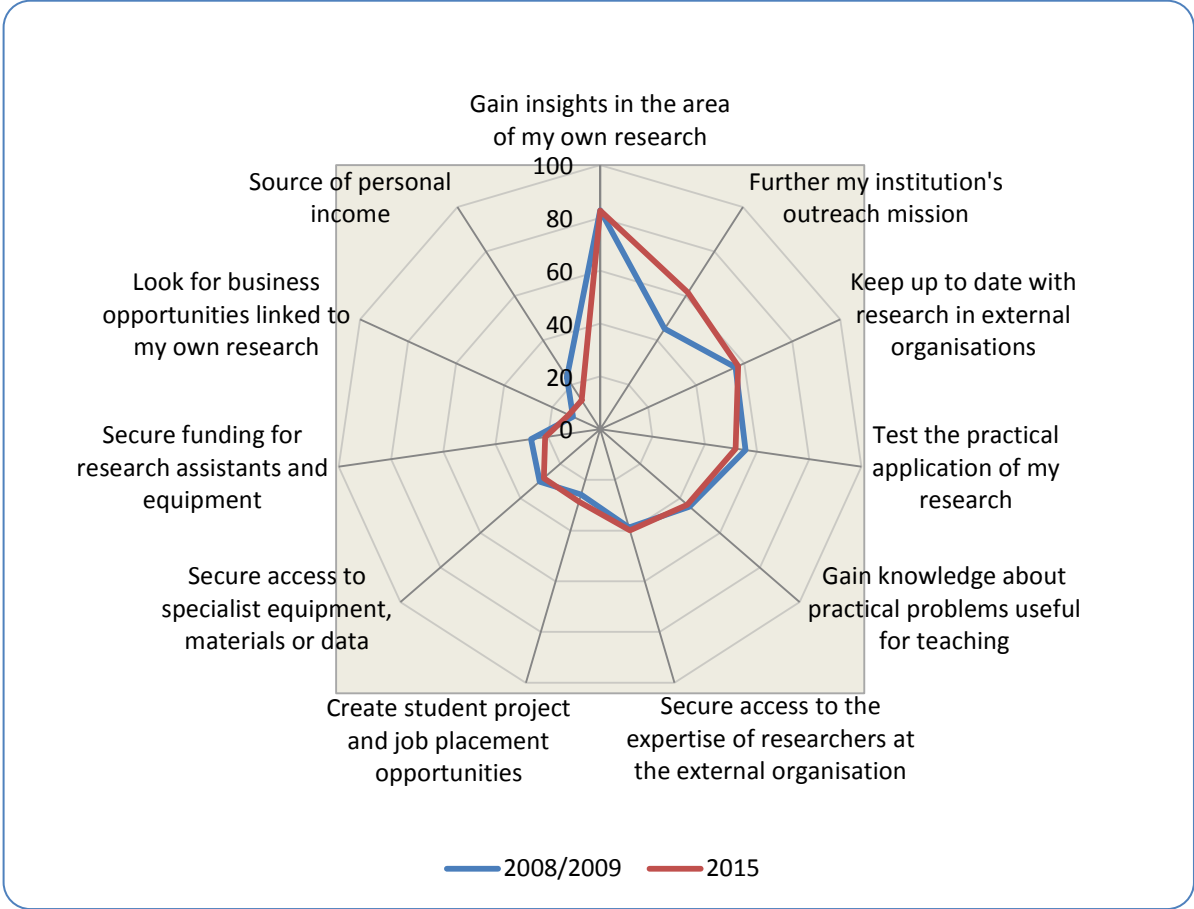 Gain insights in the area
of my own research
Further my institution's
outreach mission
Keep up to date with
research in external
organisations
Test the practical
application of my
research
Gain knowledge about
practical problems useful
for teaching
Secure access to the
expertise of researchers at
the external organisation
Create student project
and job placement
opportunities
Secure access to
specialist equipment,
materials or data
Secure funding for
research assistants and
equipment
Look for business
opportunities linked to
my own research
Source of personal
income
100
80
60
40
20
0
2008/2009
2015